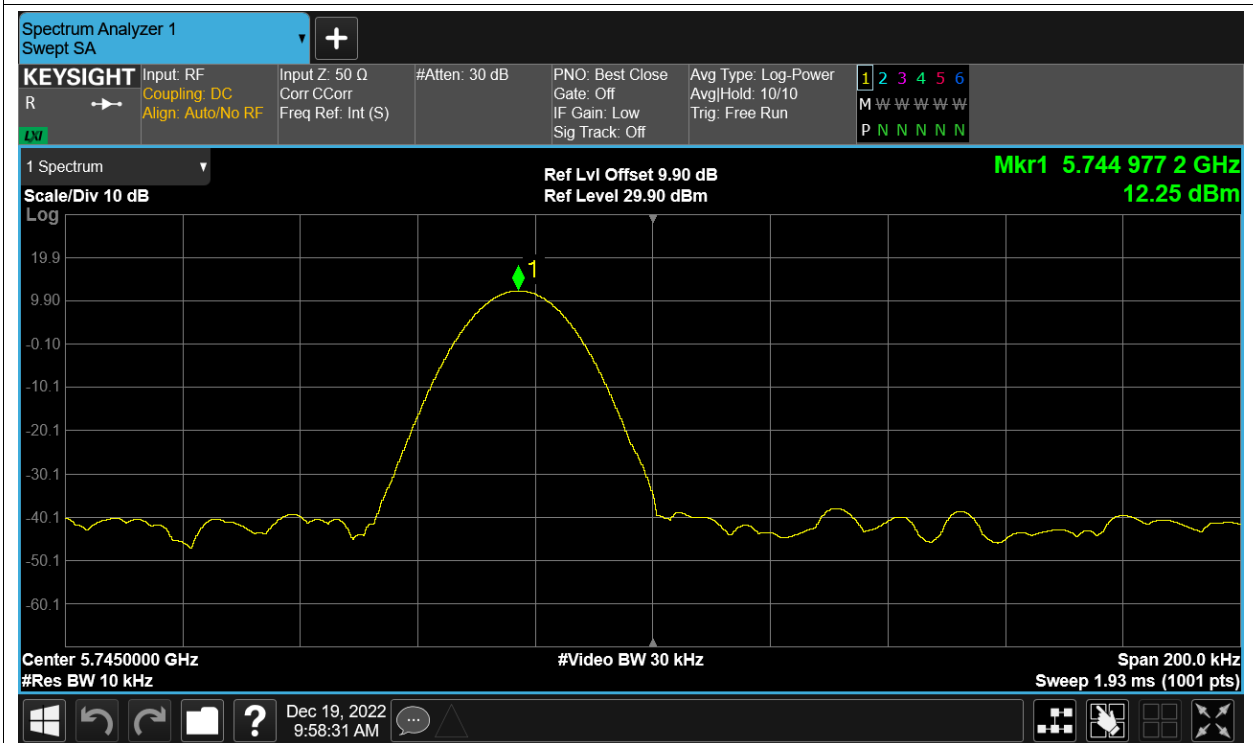 Spectrum Analyzer 1
Swept SA
KEYSIGHT
R
LXI
Input: RF
Coupling: DC
Align: Auto/No RF
Input Z: 50 Ω
Corr CCorr
Freq Ref: Int (S)
#Atten: 30 dB
PNO: Best Close
Gate: Off
IF Gain: Low
Sig Track: Off
Avg Type: Log-Power
Avg|Hold: 10/10
Trig: Free Run
1 2 3 4 5 6
M W W W W W
P N N N N N
1 Spectrum
Scale/Div 10 dB
Log
Ref Lvl Offset 9.90 dB
Ref Level 29.90 dBm
Mkr1 5.744 977 2 GHz
12.25 dBm
1
19.9
9.90
-0.10
-10.1
-20.1
-30.1
-40.1
-50.1
-60.1
Center 5.7450000 GHz
#Video BW 30 kHz
Span 200.0 kHz
#Res BW 10 kHz
Sweep 1.93 ms (1001 pts)
?
Dec 19, 2022
9:58:31 AM